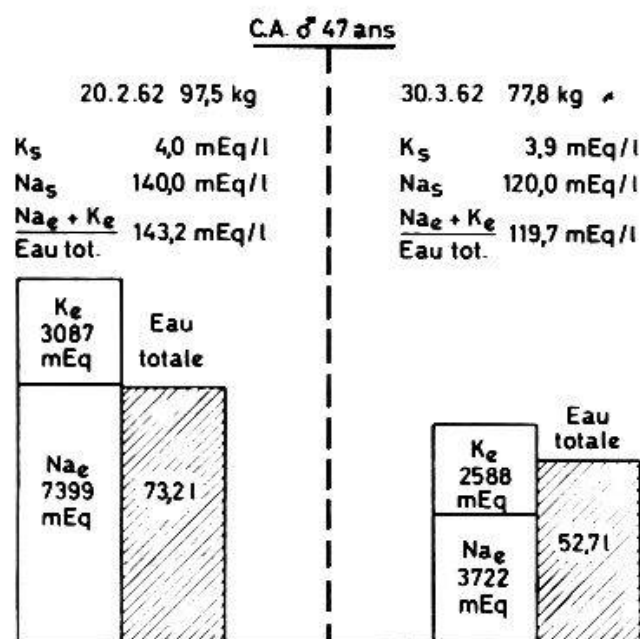 C.A. ♂ 47 ans
20.2.62 97,5 kg
Ks 4,0 mEq/l
Nas 140,0 mEq/l
Nae + Ke
Eau tot. 143,2 mEq/l
Ke
3087
mEq
Eau
totale
Nae
7399
mEq
73,2 l
30.3.62 77,8 kg
Ks 3,9 mEq/l
Nas 120,0 mEq/l
Nae + Ke
Eau tot. 119,7 mEq/l
Ke
2588
mEq
Eau
totale
Nae
3722
mEq
52,7 l